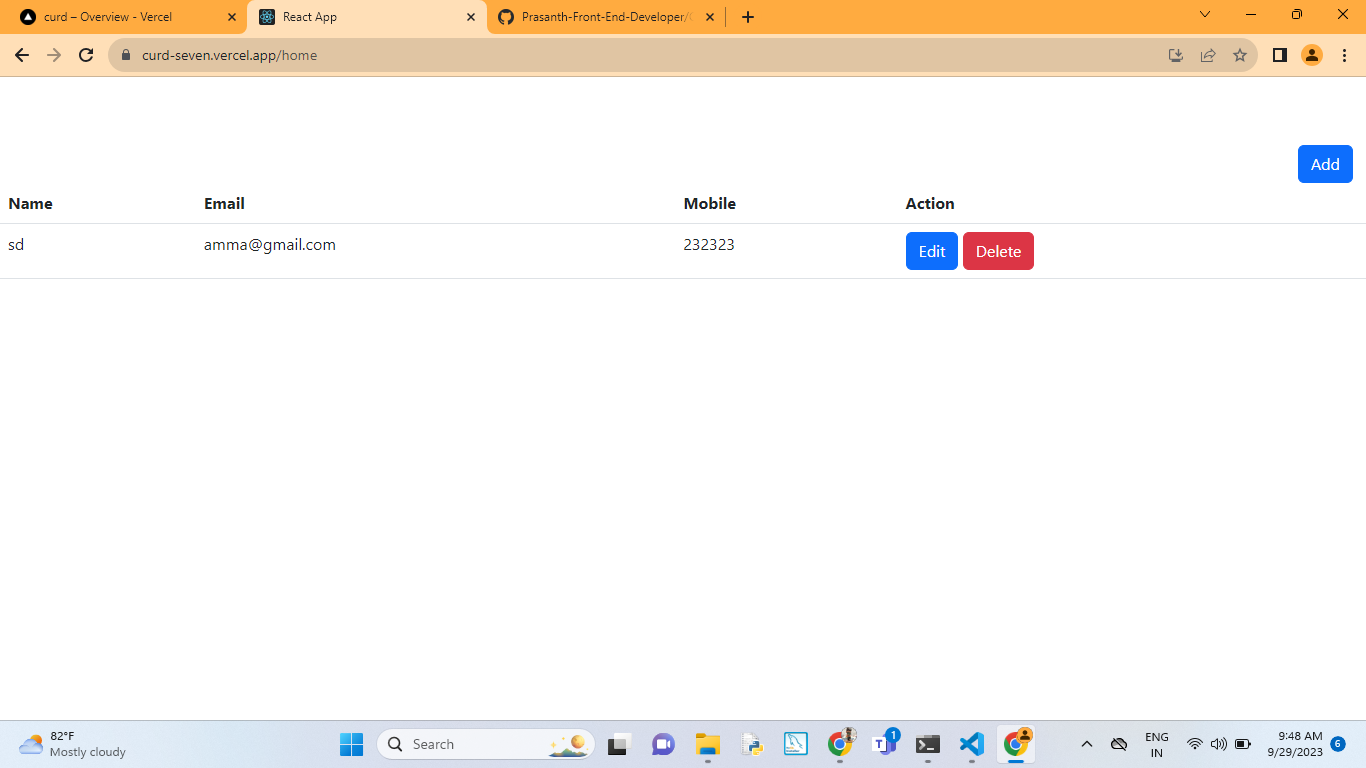 curd – Overview - Vercel
React App
Prasanth-Front-End-Developer/
curd-seven.vercel.app/home
Add
Name Email Mobile Action
sd amma@gmail.com 232323 Edit Delete
82°F
Mostly cloudy
Search
1
ENG
IN
9:48 AM
9/29/2023
6